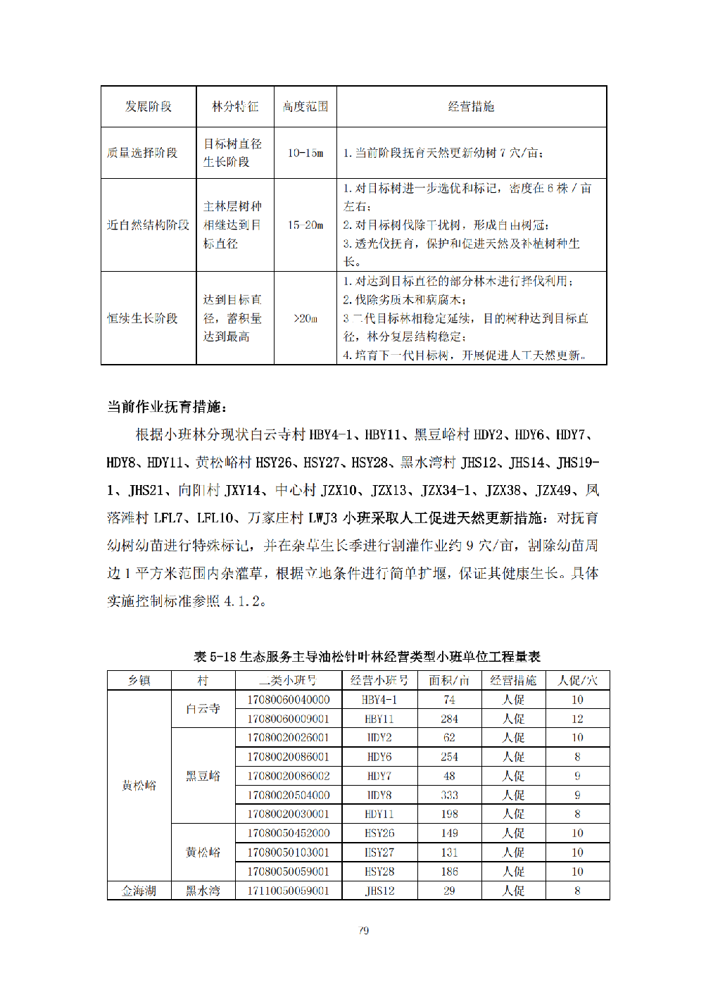 发展阶段 林分特征 高度范围 经营措施
质量选择阶段 目标树直径 10-15m 1.当前阶段抚育天然更新幼树 7 穴/亩；
生长阶段
1.对目标树进一步选优和标记，密度在 6 株 / 亩
左右；
近自然结构阶段 主林层树种 15-20m 2.对目标树伐除干扰树，形成自由树冠；
相继达到目 3.透光伐抚育，保护和促进天然及补植树种生
标直径 长。
1.对达到目标直径的部分林木进行择伐利用；
达到目标直 2.伐除劣质木和病腐木；
恒续生长阶段 径，蓄积量 >20m 3 二代目标林相稳定延续，目的树种达到目标直
达到最高 径，林分复层结构稳定；
4.培育下一代目标树，开展促进人工天然更新。
当前作业抚育措施：
根据小班林分现状白云寺村 HBY4-1、HBY11、黑豆峪村 HDY2、HDY6、HDY7、
HDY8、HDY11、黄松峪村 HSY26、HSY27、HSY28、黑水湾村 JHS12、JHS14、JHS19-
1、JHS21、向阳村 JXY14、中心村 JZX10、JZX13、JZX34-1、JZX38、JZX49、凤
落滩村 LFL7、LFL10、万家庄村 LWJ3 小班采取人工促进天然更新措施：对抚育
幼树幼苗进行特殊标记，并在杂草生长季进行割灌作业约 9 穴/亩，割除幼苗周
边 1 平方米范围内杂灌草，根据立地条件进行简单扩堰，保证其健康生长。具体
实施控制标准参照 4.1.2。
表 5-18 生态服务主导油松针叶林经营类型小班单位工程量表
乡镇 村 二类小班号 经营小班号 面积/亩 经营措施 人促/穴
黄松峪 白云寺 17080060040000 HBY4-1 74 人促 10
17080060009001 HBY11 284 人促 12
黑豆峪 17080020026001 HDY2 62 人促 10
17080020086001 HDY6 254 人促 8
17080020086002 HDY7 48 人促 9
17080020504000 HDY8 333 人促 9
17080020030001 HDY11 198 人促 8
黄松峪 17080050452000 HSY26 149 人促 10
17080050103001 HSY27 131 人促 10
17080050059001 HSY28 186 人促 10
金海湖 黑水湾 17110050059001 JHS12 29 人促 8
79